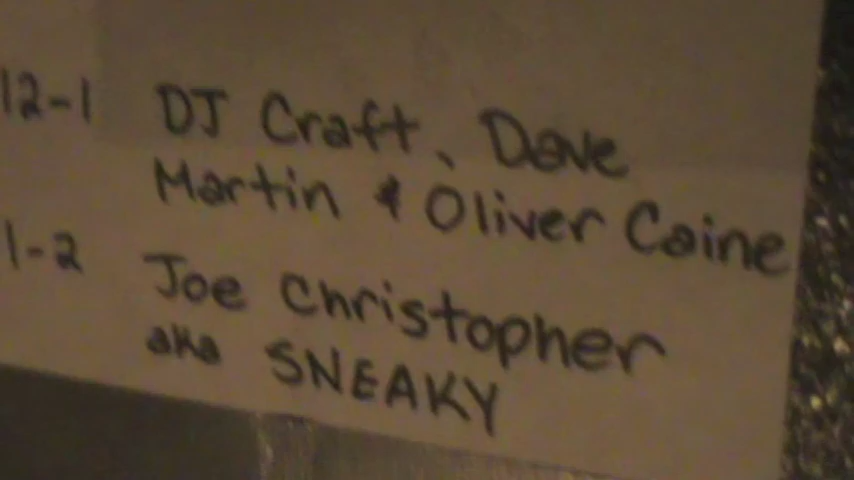 12-1 DJ Craft, Dave
Martin & Oliver Caine
1-2 Joe Christopher
aka SNEAKY